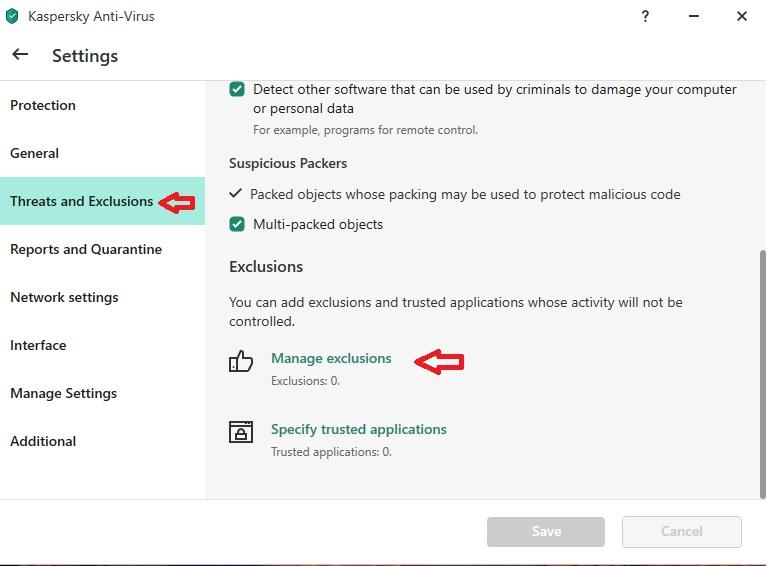 Kaspersky Anti-Virus
?
Settings
Protection
General
Threats and Exclusions
Reports and Quarantine
Network settings
Interface
Manage Settings
Additional
Detect other software that can be used by criminals to damage your computer
or personal data
For example, programs for remote control.
Suspicious Packers
Packed objects whose packing may be used to protect malicious code
Multi-packed objects
Exclusions
You can add exclusions and trusted applications whose activity will not be
controlled.
Manage exclusions
Exclusions: 0.
Specify trusted applications
Trusted applications: 0.
Save
Cancel